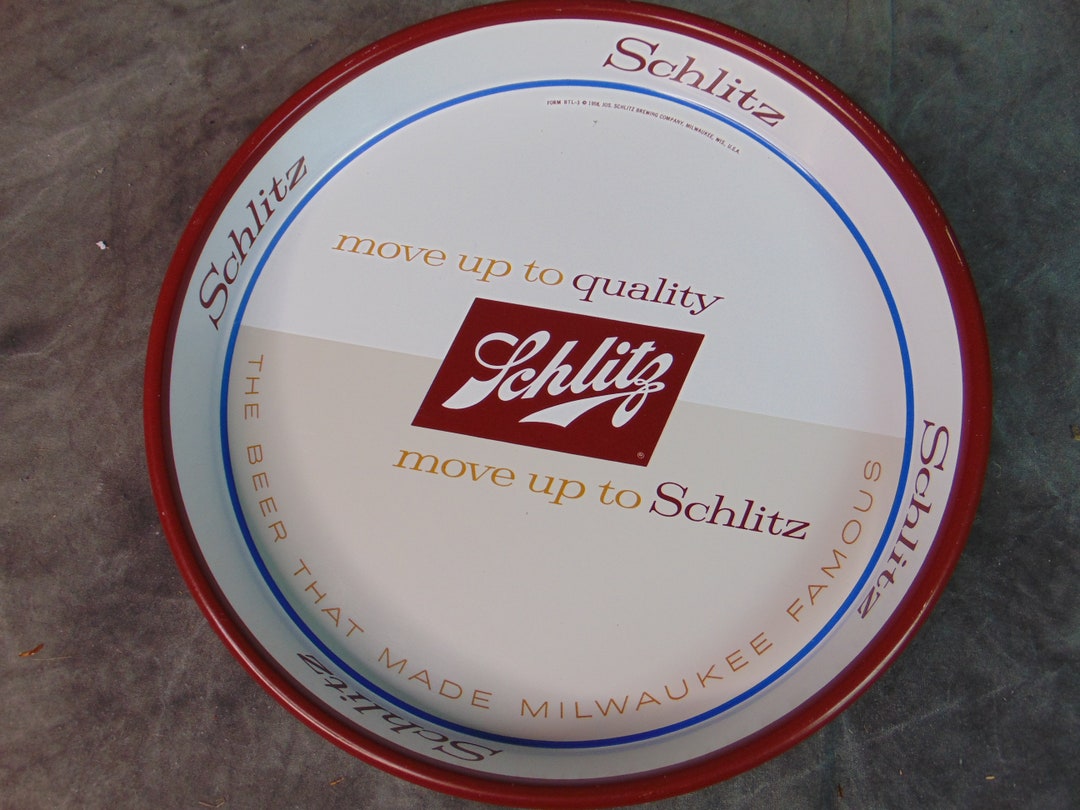 Schlitz
FORM BTL-3 © 1958, JOS. SCHLITZ BREWING COMPANY, MILWAUKEE, WIS., U.S.A.
Schlitz
move up to quality
Schlitz
®
move up to Schlitz
Schlitz
THE BEER THAT MADE MILWAUKEE FAMOUS
Schlitz